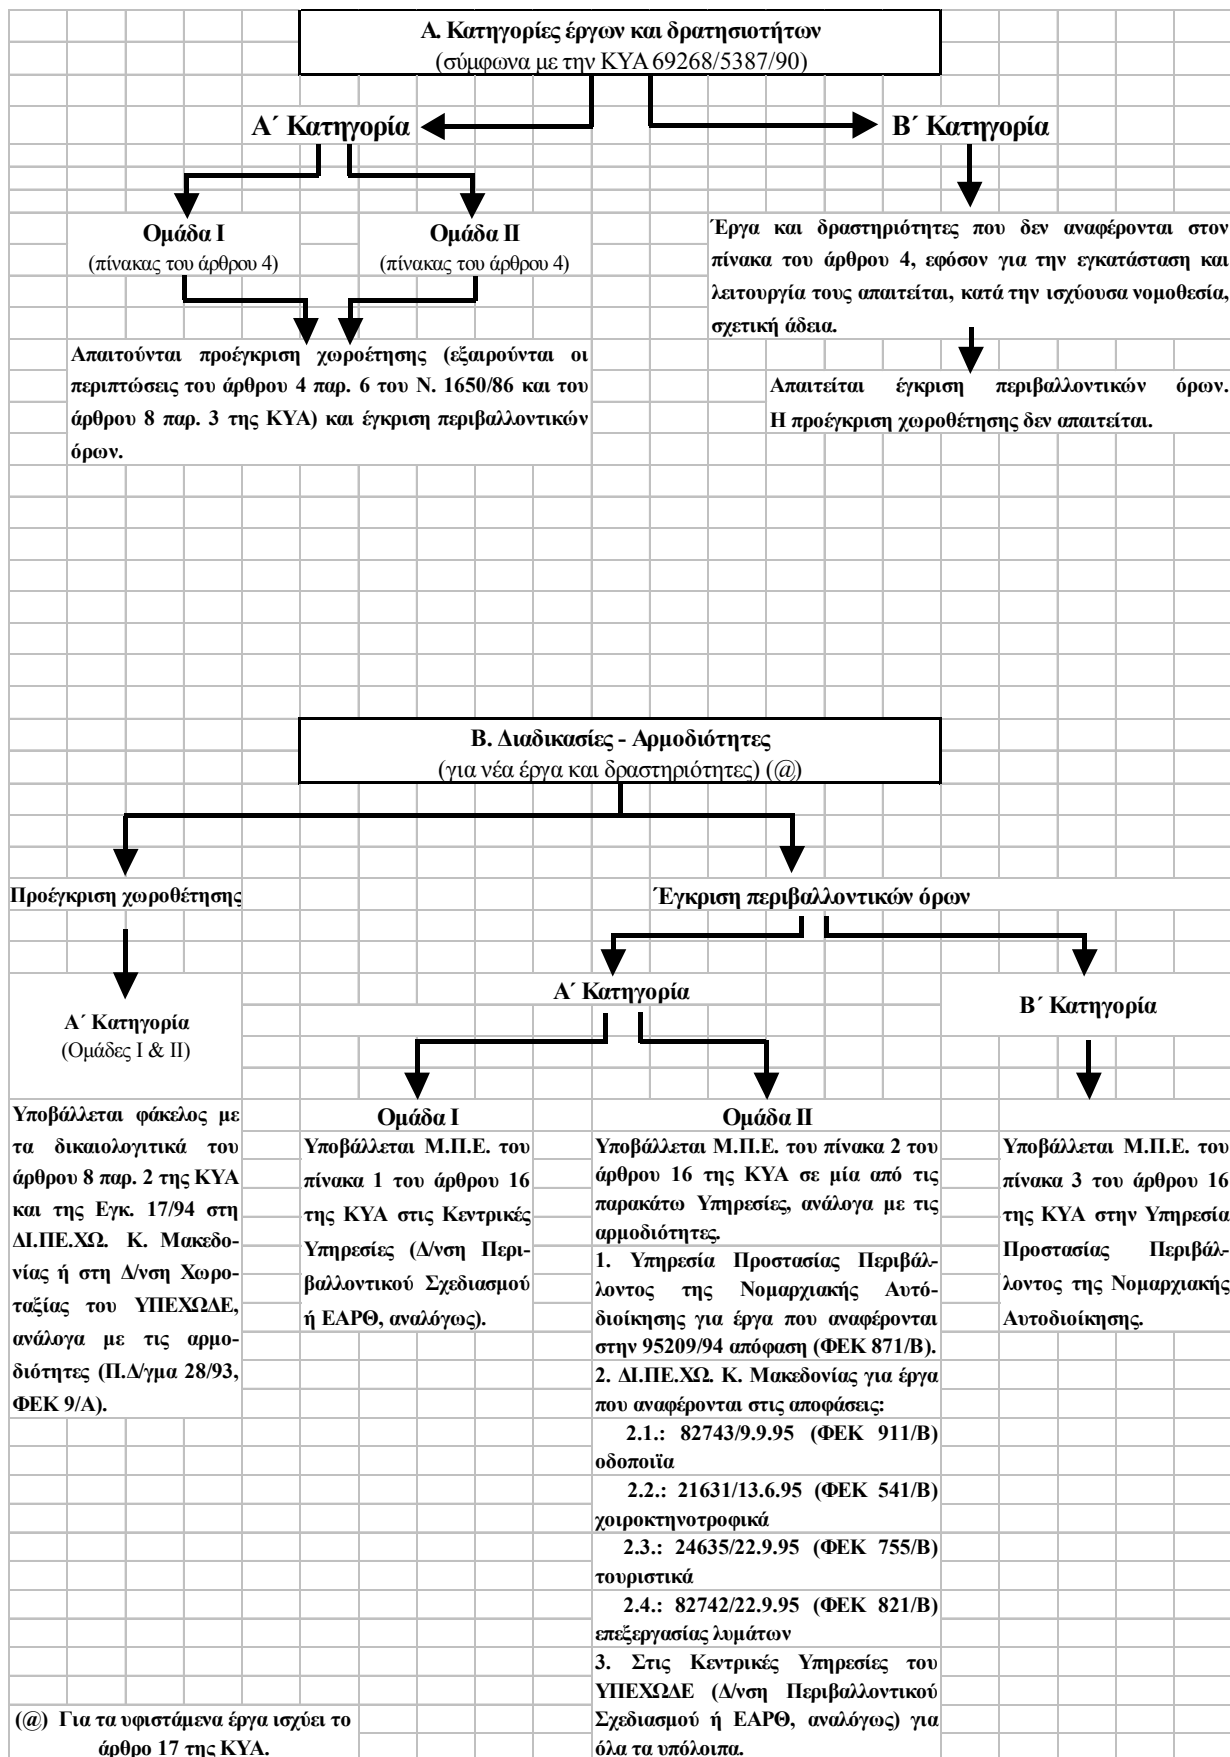 Α. Κατηγορίες έργων και δρατησιοτήτων
(σύμφωνα με την ΚΥΑ 69268/5387/90)
Α΄ Κατηγορία
Β΄ Κατηγορία
Ομάδα Ι
(πίνακας του άρθρου 4)
Ομάδα ΙΙ
(πίνακας του άρθρου 4)
Απαιτούνται προέγκριση χωροέτησης (εξαιρούνται οι
περιπτώσεις του άρθρου 4 παρ. 6 του Ν. 1650/86 και του
άρθρου 8 παρ. 3 της ΚΥΑ) και έγκριση περιβαλλοντικών
όρων.
Έργα και δραστηριότητες που δεν αναφέρονται στον
πίνακα του άρθρου 4, εφόσον για την εγκατάσταση και
λειτουργία τους απαιτείται, κατά την ισχύουσα νομοθεσία,
σχετική άδεια.
Απαιτείται έγκριση περιβαλλοντικών όρων.
Η προέγκριση χωροθέτησης δεν απαιτείται.
Β. Διαδικασίες - Αρμοδιότητες
(για νέα έργα και δραστηριότητες) (@)
Προέγκριση χωροθέτησης
Έγκριση περιβαλλοντικών όρων
Α΄ Κατηγορία
(Ομάδες Ι & ΙΙ)
Α΄ Κατηγορία
Β΄ Κατηγορία
Υποβάλλεται φάκελος με
τα δικαιολογιτικά του
άρθρου 8 παρ. 2 της ΚΥΑ
και της Εγκ. 17/94 στη
ΔΙ.ΠΕ.ΧΩ. Κ. Μακεδο-
νίας ή στη Δ/νση Χωρο-
ταξίας του ΥΠΕΧΩΔΕ,
ανάλογα με τις αρμο-
διότητες (Π.Δ/γμα 28/93,
ΦΕΚ 9/Α).
Ομάδα Ι
Υποβάλλεται Μ.Π.Ε. του
πίνακα 1 του άρθρου 16
της ΚΥΑ στις Κεντρικές
Υπηρεσίες (Δ/νση Περι-
βαλλοντικού Σχεδιασμού
ή ΕΑΡΘ, αναλόγως).
Ομάδα ΙΙ
Υποβάλλεται Μ.Π.Ε. του πίνακα 2 του
άρθρου 16 της ΚΥΑ σε μία από τις
παρακάτω Υπηρεσίες, ανάλογα με τις
αρμοδιότητες.
1. Υπηρεσία Προστασίας Περιβάλ-
λοντος της Νομαρχιακής Αυτό-
διοίκησης για έργα που αναφέρονται
στην 95209/94 απόφαση (ΦΕΚ 871/Β).
2. ΔΙ.ΠΕ.ΧΩ. Κ. Μακεδονίας για έργα
που αναφέρονται στις αποφάσεις:
2.1.: 82743/9.9.95 (ΦΕΚ 911/Β)
οδοποιϊα
2.2.: 21631/13.6.95 (ΦΕΚ 541/Β)
χοιροκτηνοτροφικά
2.3.: 24635/22.9.95 (ΦΕΚ 755/Β)
τουριστικά
2.4.: 82742/22.9.95 (ΦΕΚ 821/Β)
επεξεργασίας λυμάτων
3. Στις Κεντρικές Υπηρεσίες του
ΥΠΕΧΩΔΕ (Δ/νση Περιβαλλοντικού
Σχεδιασμού ή ΕΑΡΘ, αναλόγως) για
όλα τα υπόλοιπα.
Υποβάλλεται Μ.Π.Ε. του
πίνακα 3 του άρθρου 16
της ΚΥΑ στην Υπηρεσία
Προστασίας Περιβάλ-
λοντος της Νομαρχιακής
Αυτοδιοίκησης.
(@) Για τα υφιστάμενα έργα ισχύει το
άρθρο 17 της ΚΥΑ.